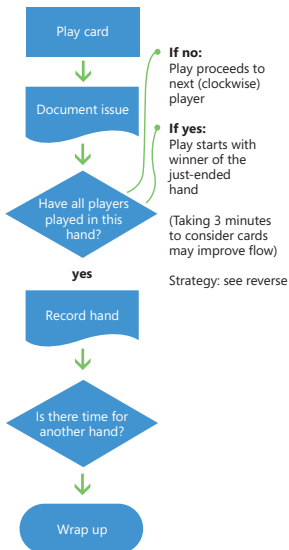 Play card
Document issue
Have all players
played in this
hand?
If no:
Play proceeds to
next (clockwise)
player
If yes:
Play starts with
winner of the
just-ended
hand
(Taking 3 minutes
to consider cards
may improve flow)
Strategy: see reverse
yes
Record hand
Is there time for
another hand?
Wrap up